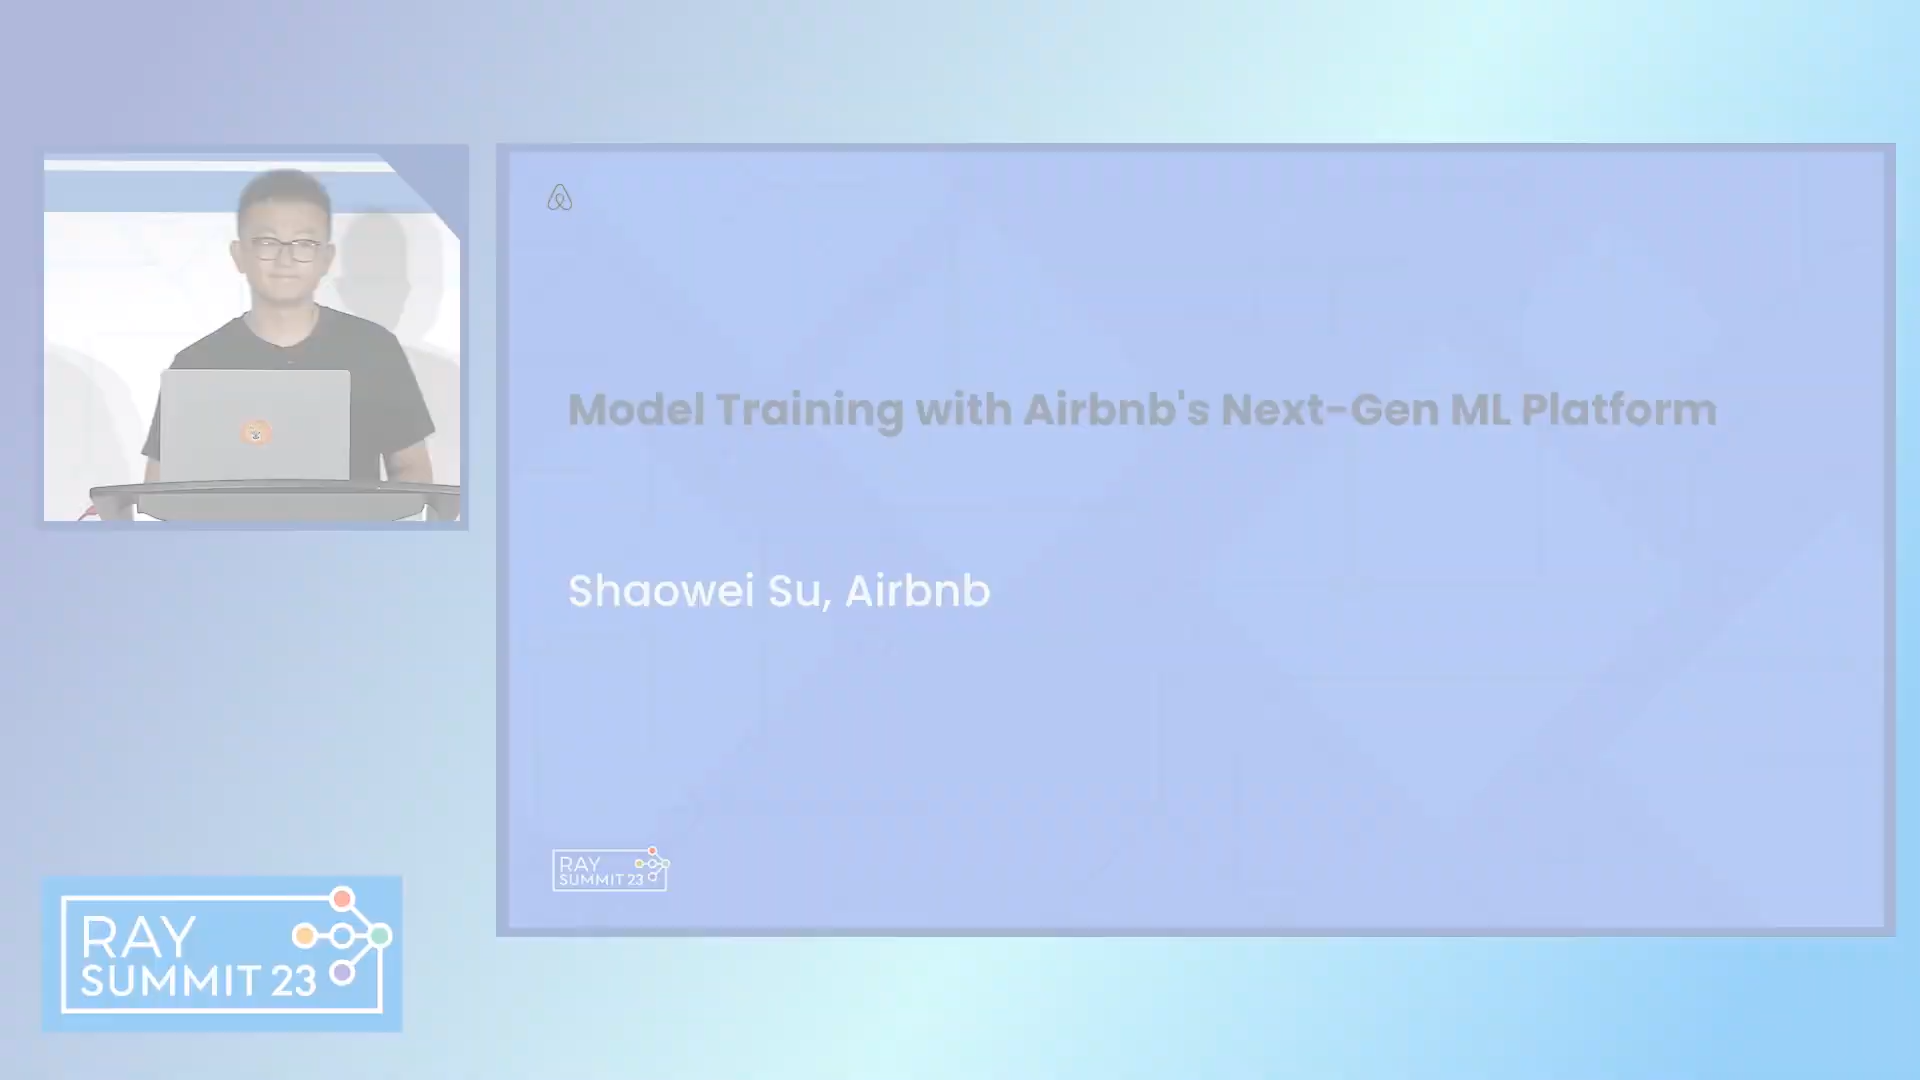 Model Training with Airbnb's Next-Gen ML Platform
Shaowei Su, Airbnb
RAY
SUMMIT 23
RAY
SUMMIT 23